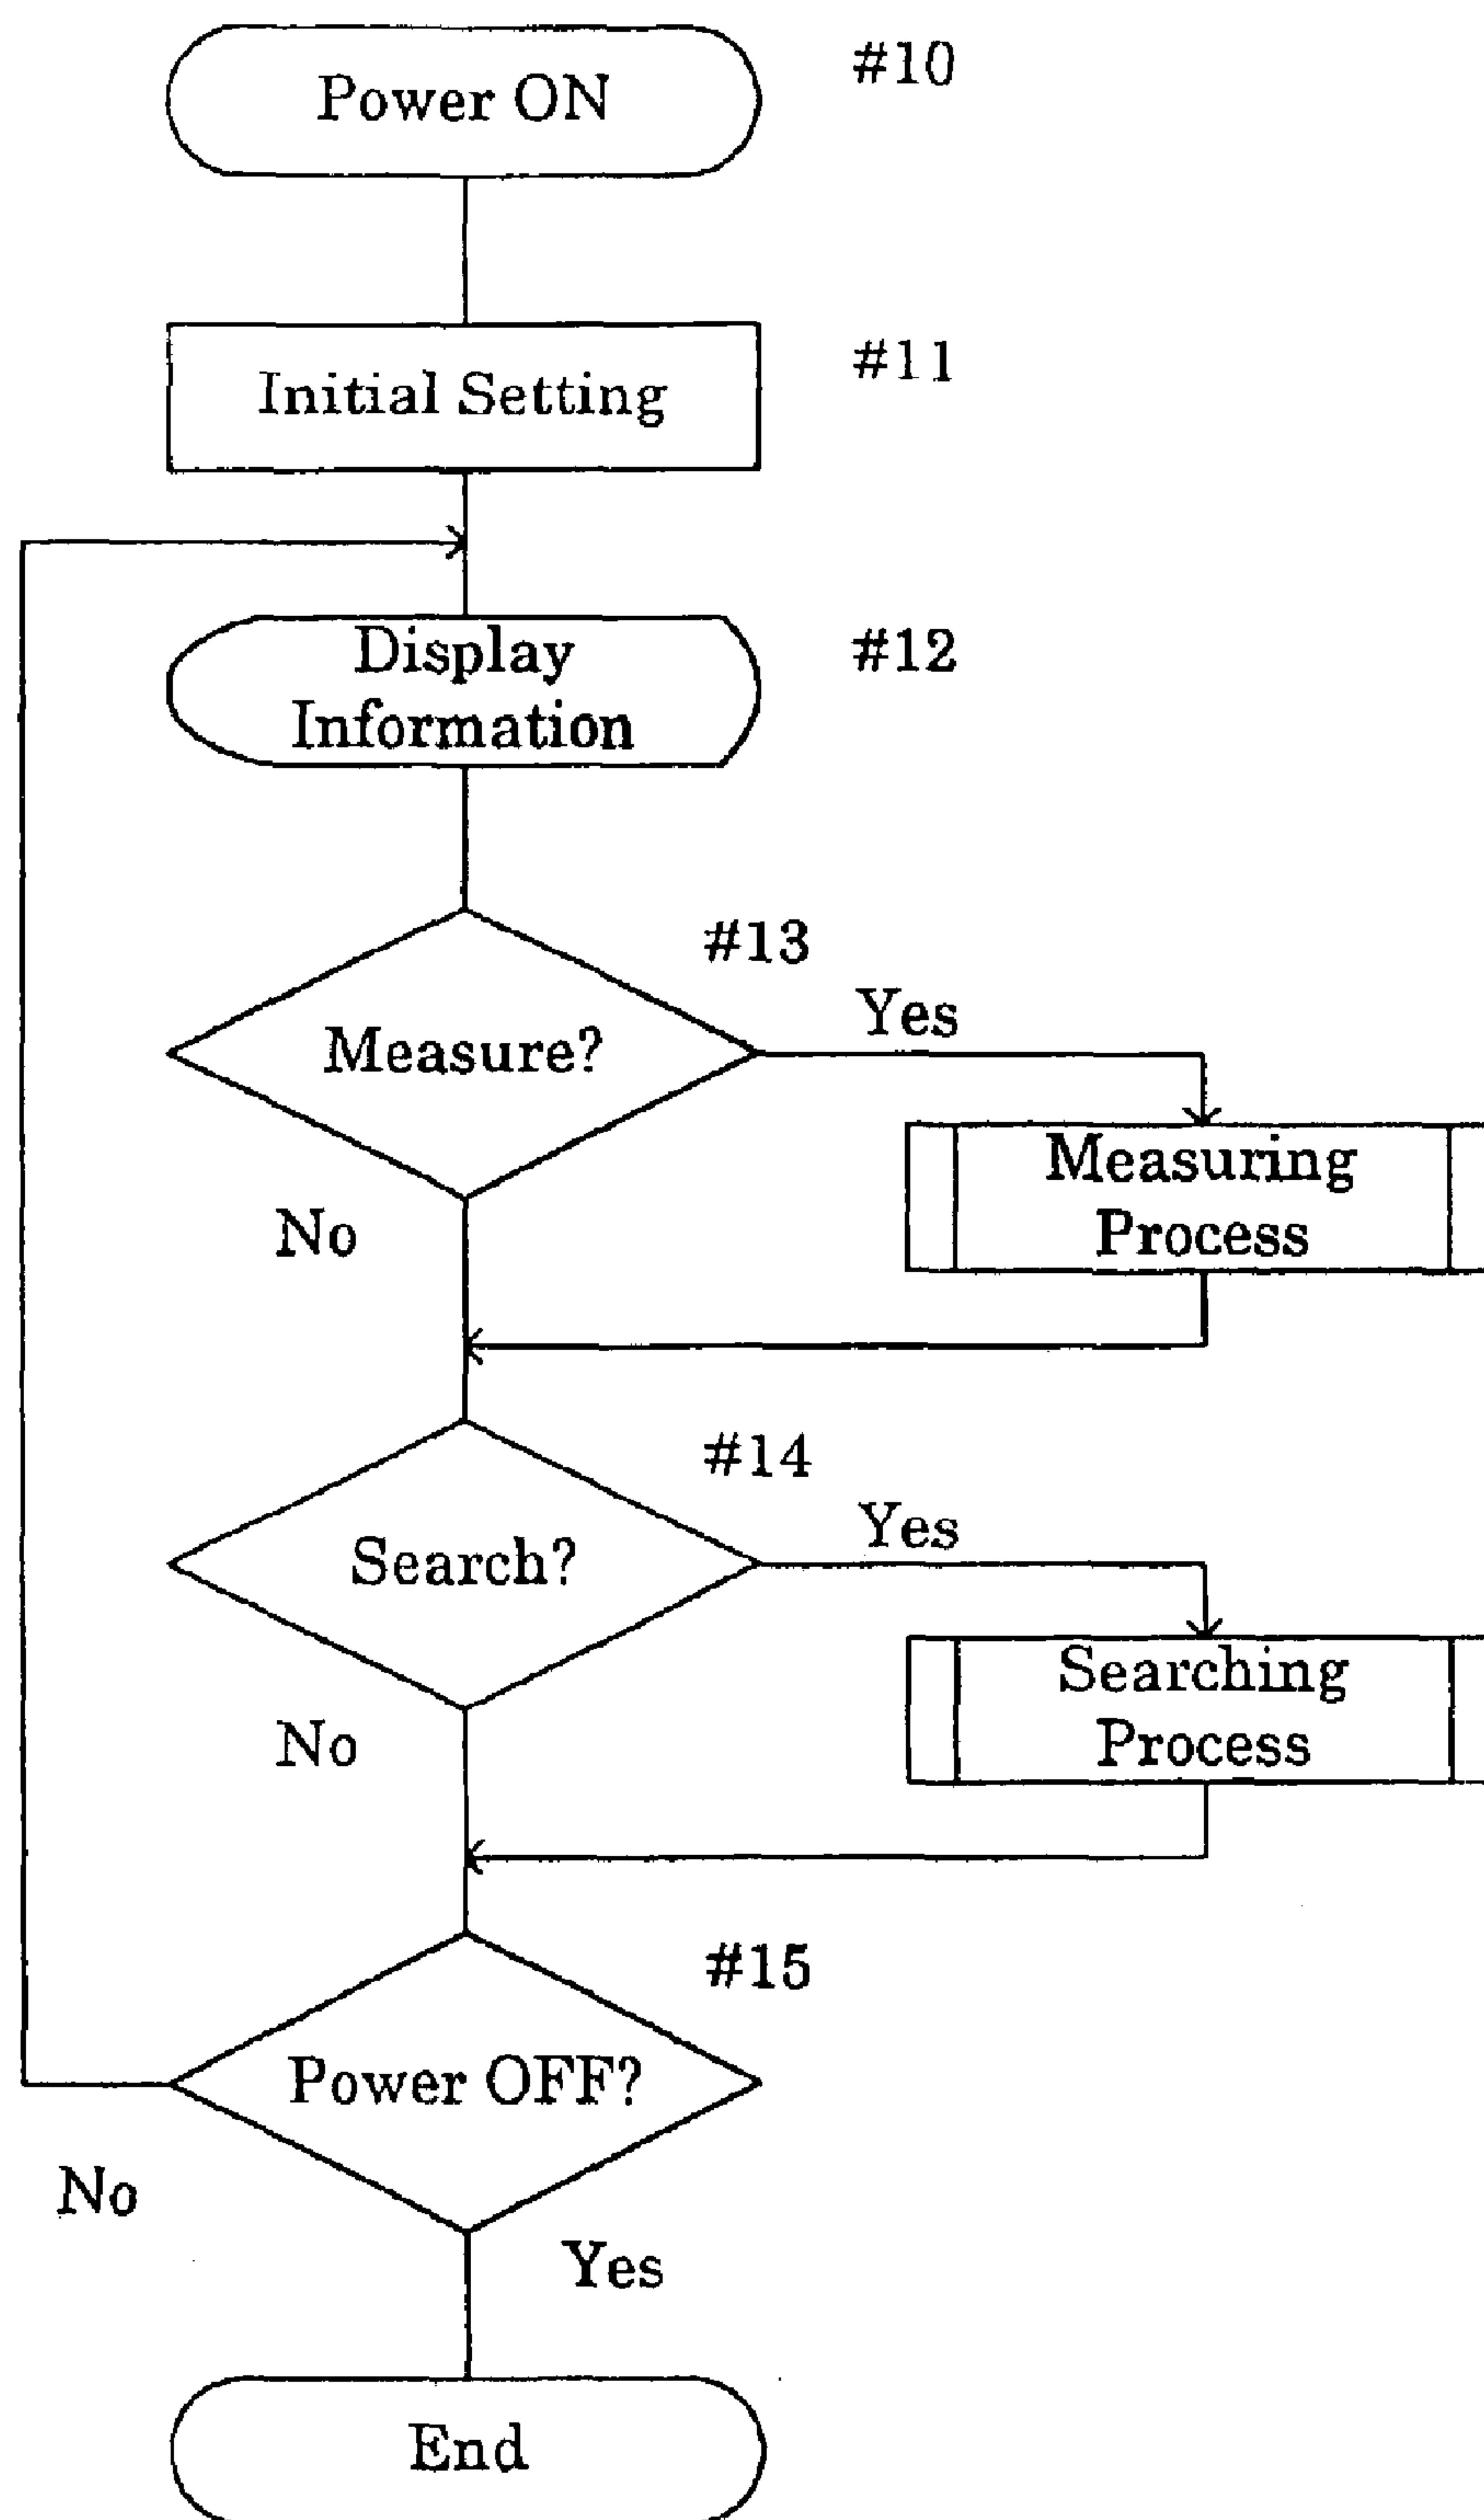 Power ON
#10
Initial Setting
#11
Display
Information
#12
#13
Measure?
Yes
Measuring
Process
No
#14
Search?
Yes
Searching
Process
No
#15
Power OFF?
No
Yes
End